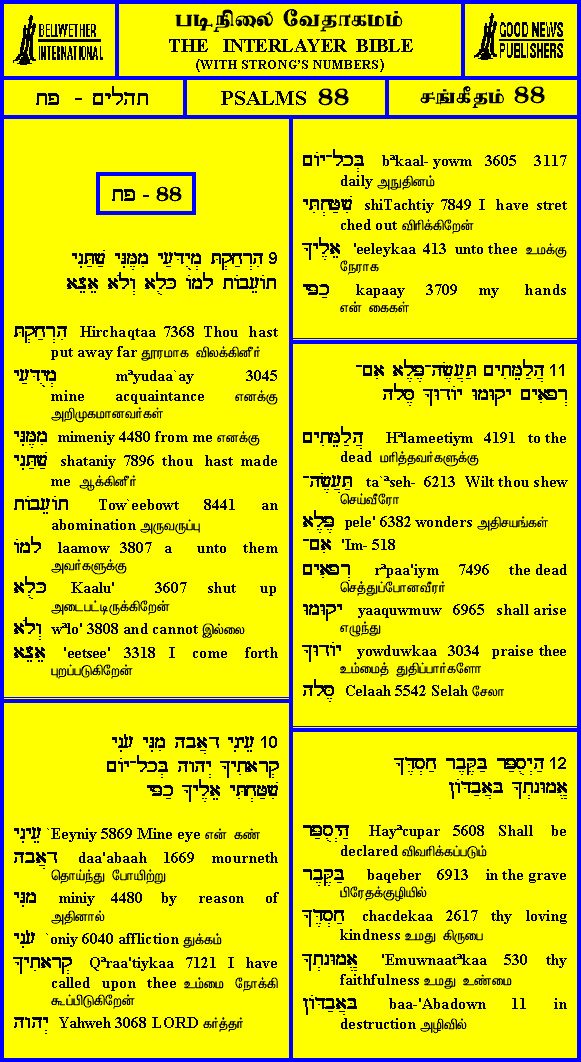 BELLWETHER
INTERNATIONAL
படிநிலை வேதாகமம்
THE INTERLAYER BIBLE
(WITH STRONG'S NUMBERS)
GOOD NEWS
PUBLISHERS
תהלים - פח
PSALMS 88
சங்கீதம் 88
פח - 88
9 הִרְחַקְתָּ מְיֻדָּעַי מִמֶּנִּי שַׁתַּנִי
תוֹעֵבוֹת לָמוֹ כָּלֻא וְלֹא אֵצֵא
הִרְחַקְתָּ Hirchaqtaa 7368 Thou hast
put away far தூரமாக விலக்கினீர்
מְיֻדָּעַי mªyudaa`ay 3045
mine acquaintance எனக்கு
அறிமுகமானவர்கள்
מִמֶּנִּי mimeniy 4480 from me எனக்கு
שַׁתַּנִי shataniy 7896 thou hast made
me ஆக்கினீர்
תוֹעֵבוֹת Tow`eebowt 8441 an
abomination அருவருப்பு
לָמוֹ laamow 3807 a unto them
அவர்களுக்கு
כָּלֻא Kaalu' 3607 shut up
அடைபட்டிருக்கிறேன்
וְלֹא wªlo' 3808 and cannot இல்லை
אֵצֵא 'eetsee' 3318 I come forth
புறப்படுகிறேன்
10 עֵינִי דָאֲבָה מִנִּי עֹנִי
קְרָאתִיךָ יְהוָה בְּכָל־יוֹם
שִׁטַּחְתִּי אֵלֶיךָ כַפָּי
עֵינִי `Eeyniy 5869 Mine eye என் கண்
דָאֲבָה daa'abaah 1669 mourneth
தொய்ந்து போயிற்று
מִנִּי miniy 4480 by reason of
அதினால்
עֹנִי `oniy 6040 affliction துக்கம்
קְרָאתִיךָ Qªraa'tiykaa 7121 I have
called upon thee உம்மை நோக்கி
கூப்பிடுகிறேன்
יְהוָה Yahweh 3068 LORD கர்த்தர்
בְּכָל־יוֹם bªkaal- yowm 3605 3117
daily அநுதினம்
שִׁטַּחְתִּי shiTachtiy 7849 I have stret
ched out விரிக்கிறேன்
אֵלֶיךָ 'eeleykaa 413 unto thee உமக்கு
நேராக
כַפָּי kapaay 3709 my hands
என் கைகள்
11 הֲלַמֵּתִים תַּעֲשֶׂה־פֶּלֶא אִם־
רְפָאִים יָקוּמוּ יוֹדוּךָ סֶּלָה
הֲלַמֵּתִים Hªlameetiym 4191 to the
dead மரித்தவர்களுக்கு
תַּעֲשֶׂה־ ta`ªseh- 6213 Wilt thou shew
செய்வீரோ
פֶּלֶא pele' 6382 wonders அதிசயங்கள்
אִם־ 'Im- 518
רְפָאִים rªpaa'iym 7496 the dead
செத்துப்போனவீரர்
יָקוּמוּ yaaquwmuw 6965 shall arise
எழுந்து
יוֹדוּךָ yowduwkaa 3034 praise thee
உம்மைத் துதிப்பார்களோ
סֶּלָה Celaah 5542 Selah சேலா
12 הַיְסֻפַּר בַּקֶּבֶר חַסְדֶּךָ
אֱמוּנָתְךָ בָּאֲבַדּוֹן
הַיְסֻפַּר Hayªcupar 5608 Shall be
declared விவரிக்கப்படும்
בַּקֶּבֶר baqeber 6913 in the grave
பிரேதக்குழியில்
חַסְדֶּךָ chacdekaa 2617 thy loving
kindness உமது கிருபை
אֱמוּנָתְךָ 'Emuwnaatªkaa 530 thy
faithfulness உமது உண்மை
בָּאֲבַדּוֹן baa-'Abadown 11 in
destruction அழிவில்